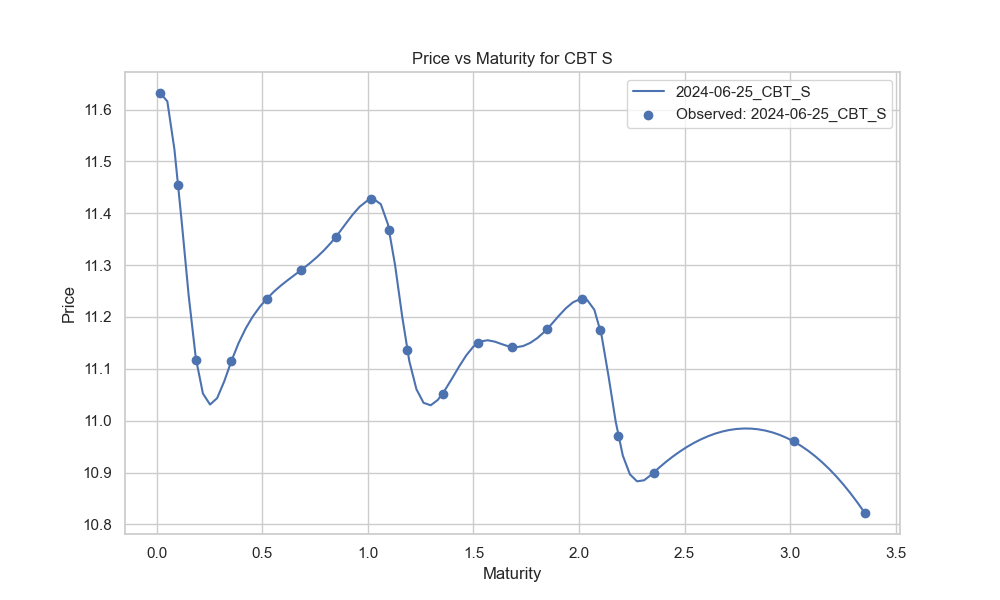 Price vs Maturity for CBT S
2024-06-25_CBT_S
Observed: 2024-06-25_CBT_S
11.6
11.5
11.4
11.3
11.2
11.1
11.0
10.9
10.8
Price
0.0 0.5 1.0 1.5 2.0 2.5 3.0 3.5
Maturity